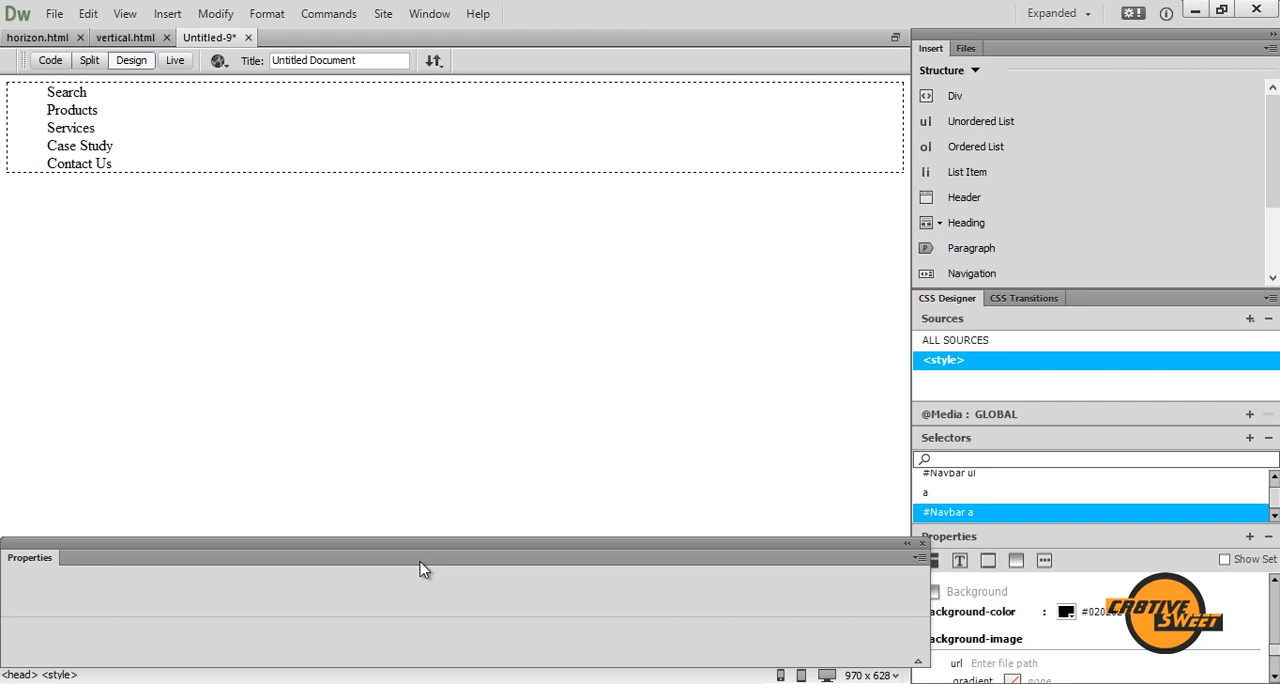 Dw File Edit View Insert Modify Format Commands Site Window Help Expanded
horizon.html vertical.html Untitled-9*
Code Split Design Live Title: Untitled Document
Search
Products
Services
Case Study
Contact Us
Insert Files
Structure
Div
ul Unordered List
ol Ordered List
li List Item
Header
Heading
P Paragraph
Navigation
CSS Designer CSS Transitions
Sources
ALL SOURCES
<style>
@Media : GLOBAL
Selectors
#Navbar ul
a
#Navbar a
Properties
Show Set
Background
background-color :
background-image
url Enter file path
gradient none
Properties
<head> <style>
970 x 628
CR8TIVE
SWEET